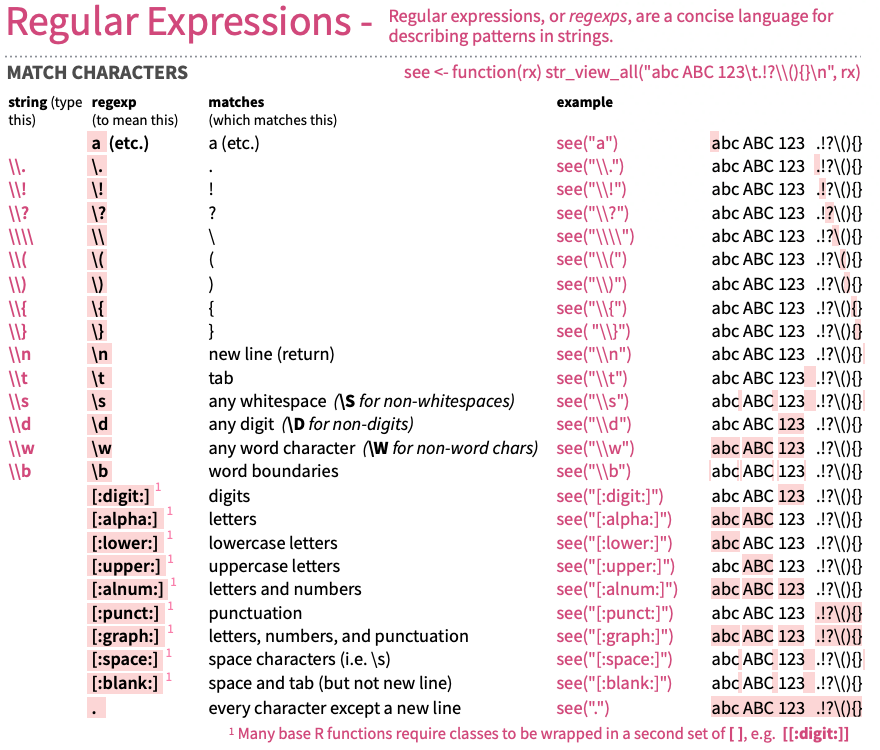 Regular Expressions - Regular expressions, or regexps, are a concise language for
describing patterns in strings.
MATCH CHARACTERS see <- function(rx) str_view_all("abc ABC 123\t.!?\\(){}\n", rx)
string (type regexp matches example
this) (to mean this) (which matches this)
a (etc.) a (etc.) see("a") abc ABC 123 .!?\(){}
\\. \. . see("\\.") abc ABC 123 .!?\(){}
\\! \! ! see("\\!") abc ABC 123 .!?\(){}
\\? \? ? see("\\?") abc ABC 123 .!?\(){}
\\\\ \\ \ see("\\\\") abc ABC 123 .!?\(){}
\\( \( ( see("\\(") abc ABC 123 .!?\(){}
\\) \) ) see("\\)") abc ABC 123 .!?\(){}
\\{ \{ { see("\\{") abc ABC 123 .!?\(){}
\\} \} } see( "\\}") abc ABC 123 .!?\(){}
\\n \n new line (return) see("\\n") abc ABC 123 .!?\(){}
\\t \t tab see("\\t") abc ABC 123 .!?\(){}
\\s \s any whitespace (\S for non-whitespaces) see("\\s") abc ABC 123 .!?\(){}
\\d \d any digit (\D for non-digits) see("\\d") abc ABC 123 .!?\(){}
\\w \w any word character (\W for non-word chars) see("\\w") abc ABC 123 .!?\(){}
\\b \b word boundaries see("\\b") abc ABC 123 .!?\(){}
[:digit:] 1 digits see("[:digit:]") abc ABC 123 .!?\(){}
[:alpha:] 1 letters see("[:alpha:]") abc ABC 123 .!?\(){}
[:lower:] 1 lowercase letters see("[:lower:]") abc ABC 123 .!?\(){}
[:upper:] 1 uppercase letters see("[:upper:]") abc ABC 123 .!?\(){}
[:alnum:] 1 letters and numbers see("[:alnum:]") abc ABC 123 .!?\(){}
[:punct:] 1 punctuation see("[:punct:]") abc ABC 123 .!?\(){}
[:graph:] 1 letters, numbers, and punctuation see("[:graph:]") abc ABC 123 .!?\(){}
[:space:] 1 space characters (i.e. \s) see("[:space:]") abc ABC 123 .!?\(){}
[:blank:] 1 space and tab (but not new line) see("[:blank:]") abc ABC 123 .!?\(){}
. every character except a new line see(".") abc ABC 123 .!?\(){}
1 Many base R functions require classes to be wrapped in a second set of [ ], e.g. [[:digit:]]